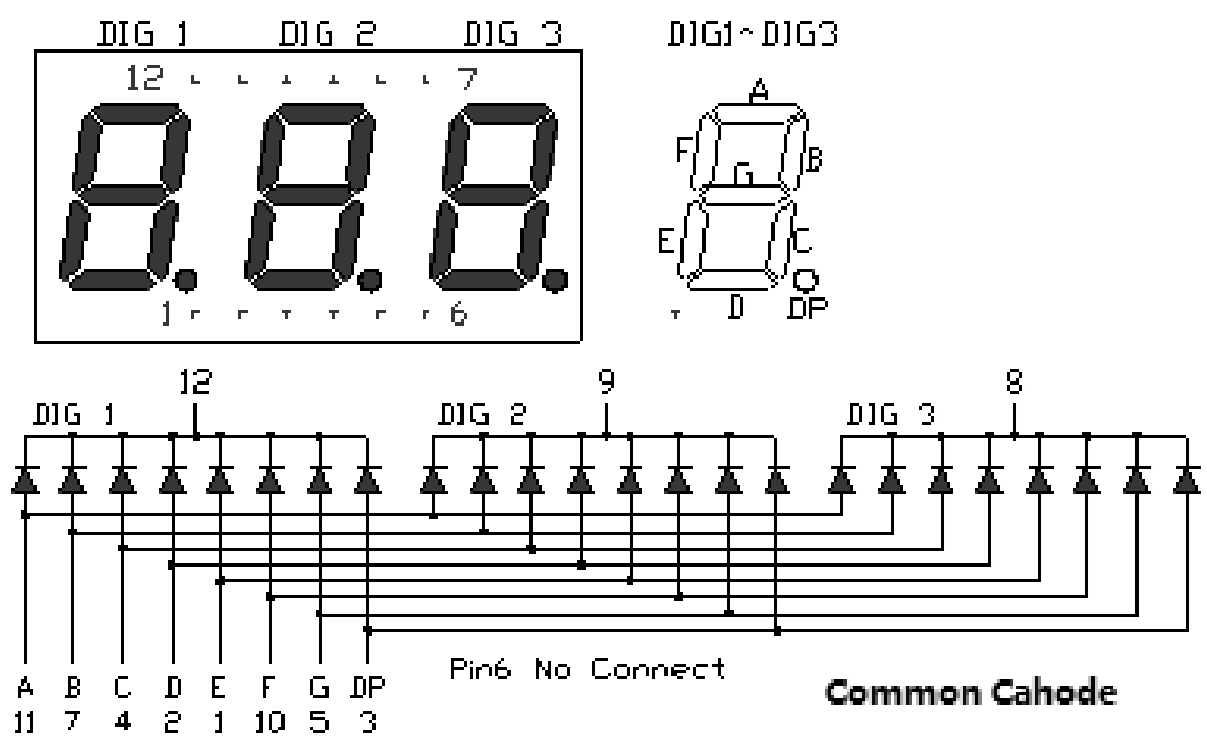 DIG 1 DIG 2 DIG 3 DIG1~DIG3
12 7
A
F B
G
E C
1 6 D DP
12 9 8
DIG 1 DIG 2 DIG 3
Pin6 No Connect
A B C D E F G DP
Common Cahode
11 7 4 2 1 10 5 3